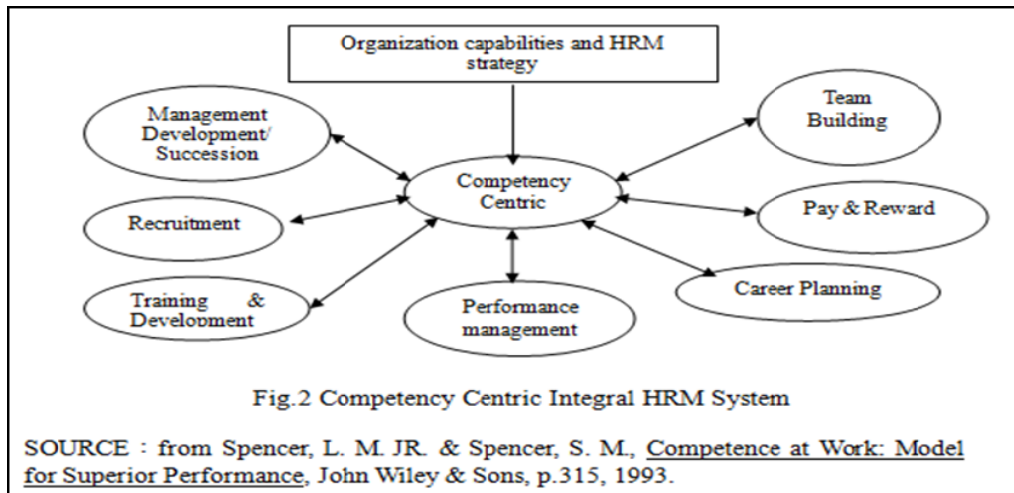 Organization capabilities and HRM
strategy
Management
Development/
Succession
Team
Building
Competency
Centric
Recruitment
Pay & Reward
Training &
Development
Performance
management
Career Planning
Fig.2 Competency Centric Integral HRM System
SOURCE：from Spencer, L. M. JR. & Spencer, S. M., Competence at Work: Model
for Superior Performance, John Wiley & Sons, p.315, 1993.